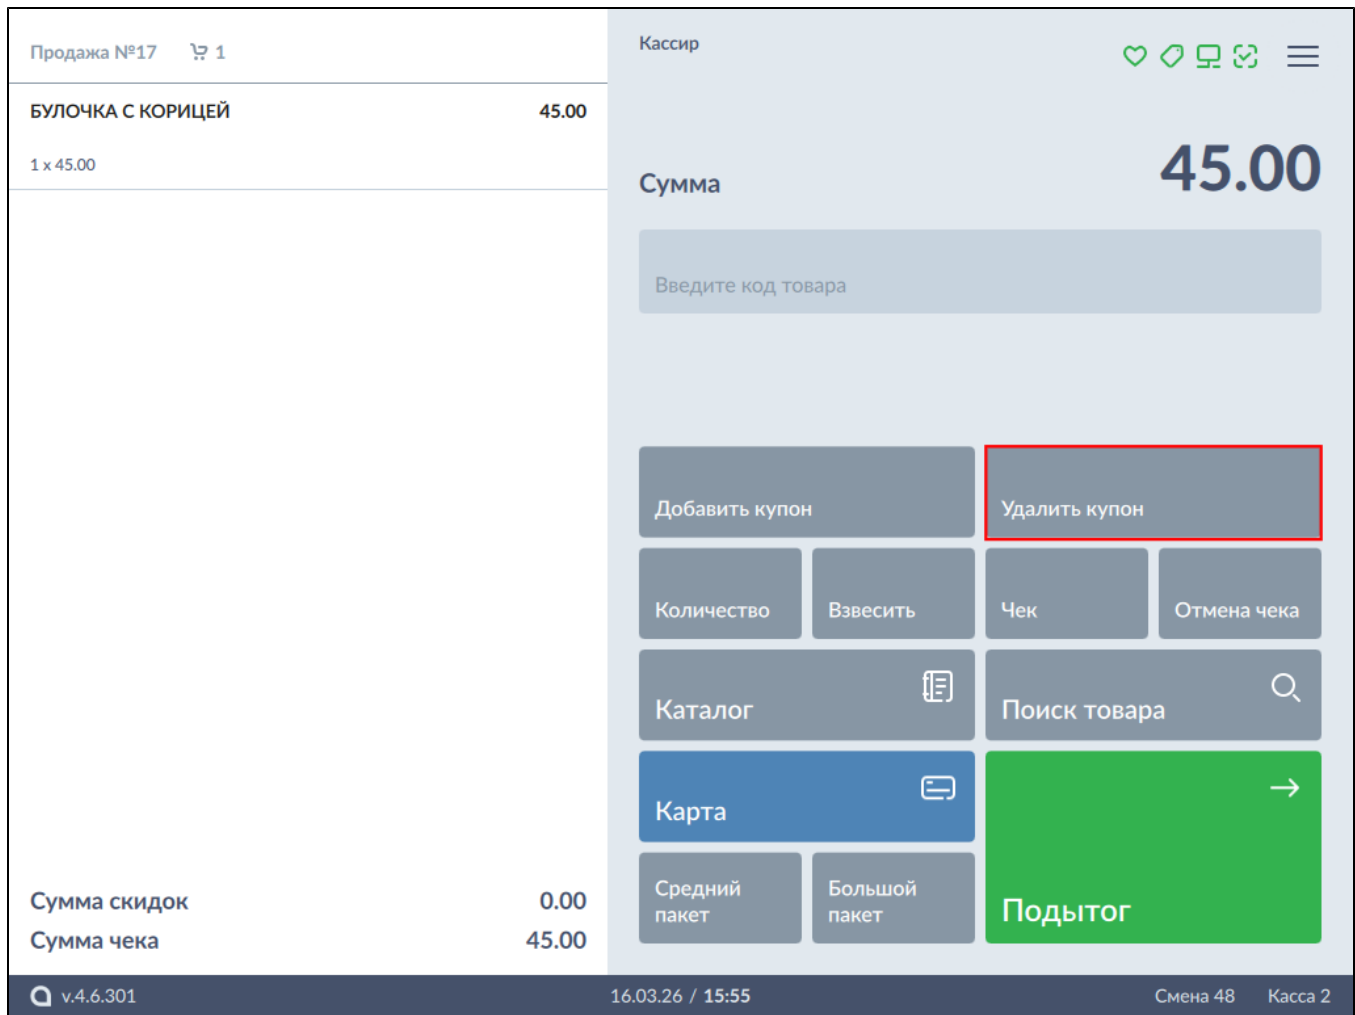 Продажа №17 1
БУЛОЧКА С КОРИЦЕЙ 45.00
1 x 45.00
Сумма скидок 0.00
Сумма чека 45.00
Кассир
Сумма 45.00
Введите код товара
Добавить купон
Удалить купон
Количество
Взвесить
Чек
Отмена чека
Каталог
Поиск товара
Карта
Средний
пакет
Большой
пакет
Подытог
v.4.6.301 16.03.26 / 15:55 Смена 48 Касса 2